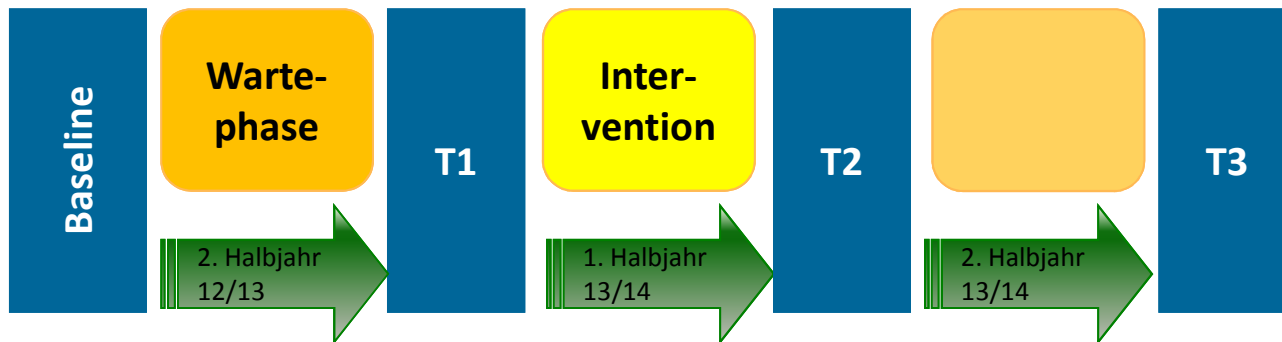 Baseline
Warte-
phase
2. Halbjahr
12/13
T1
Inter-
vention
1. Halbjahr
13/14
T2
2. Halbjahr
13/14
T3